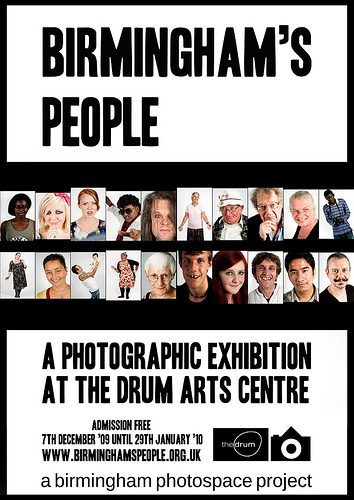 BIRMINGHAM'S
PEOPLE
A PHOTOGRAPHIC EXHIBITION
AT THE DRUM ARTS CENTRE
ADMISSION FREE
7TH DECEMBER '09 UNTIL 29TH JANUARY '10
WWW.BIRMINGHAMSPEOPLE.ORG.UK
the drum
a birmingham photospace project